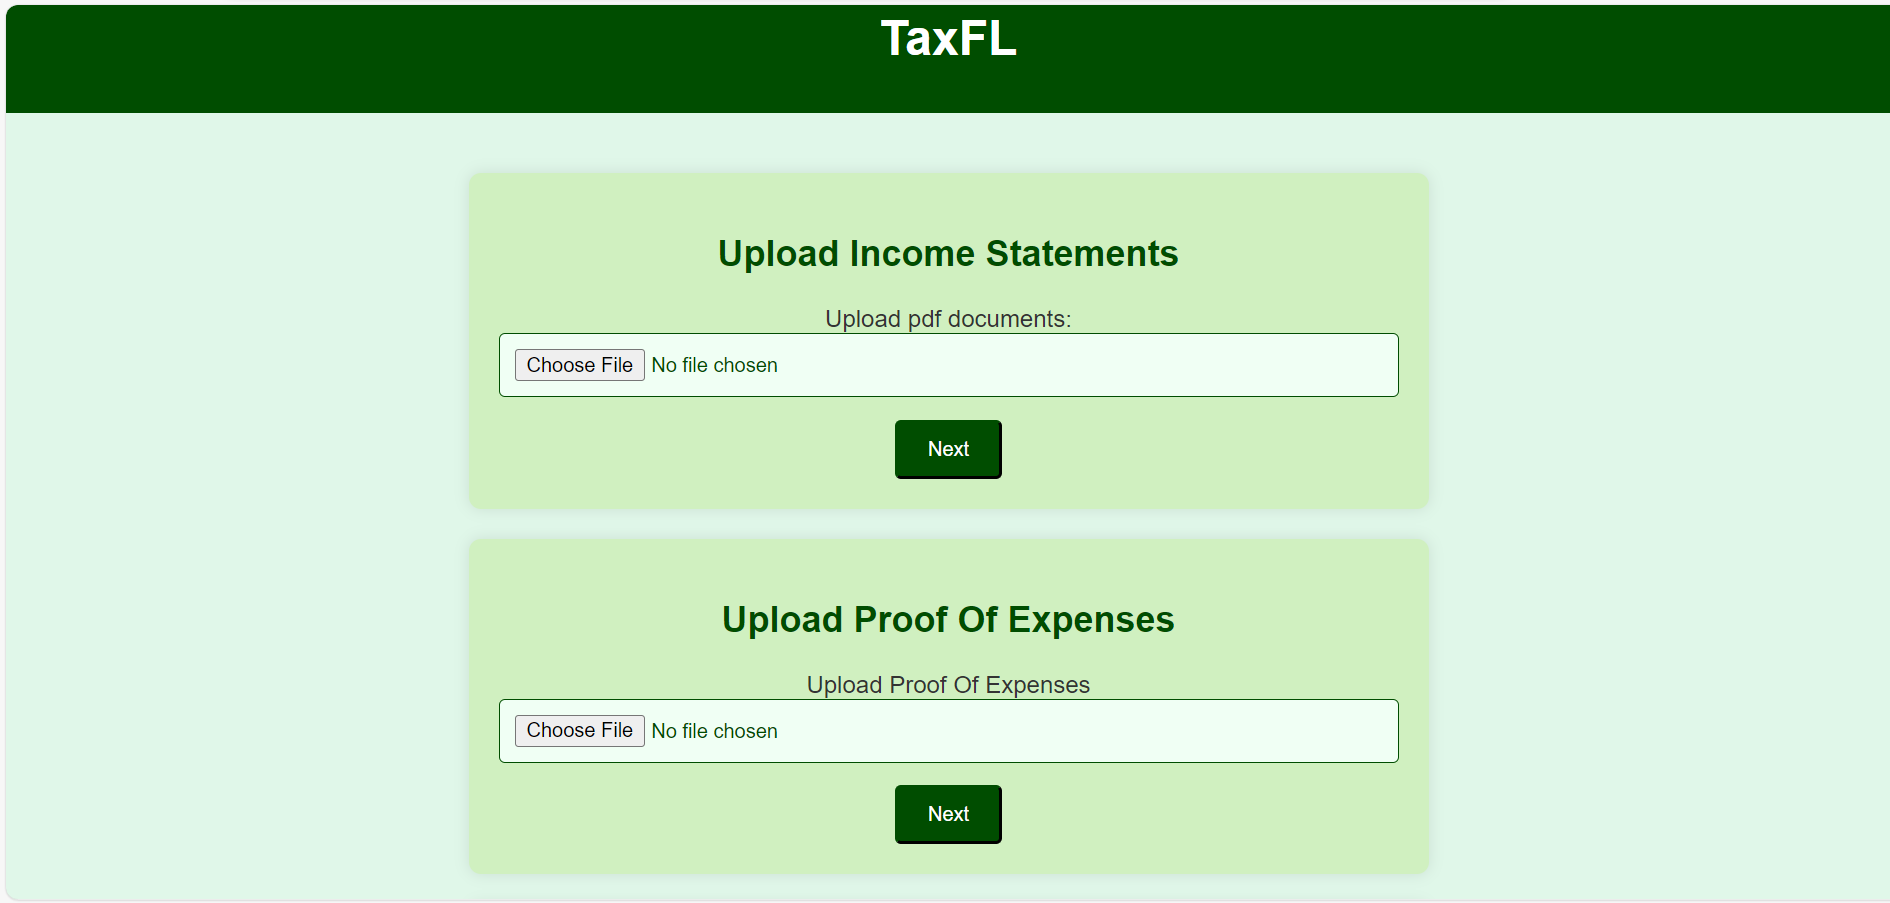 TaxFL
Upload Income Statements
Upload pdf documents:
Choose File No file chosen
Next
Upload Proof Of Expenses
Upload Proof Of Expenses
Choose File No file chosen
Next